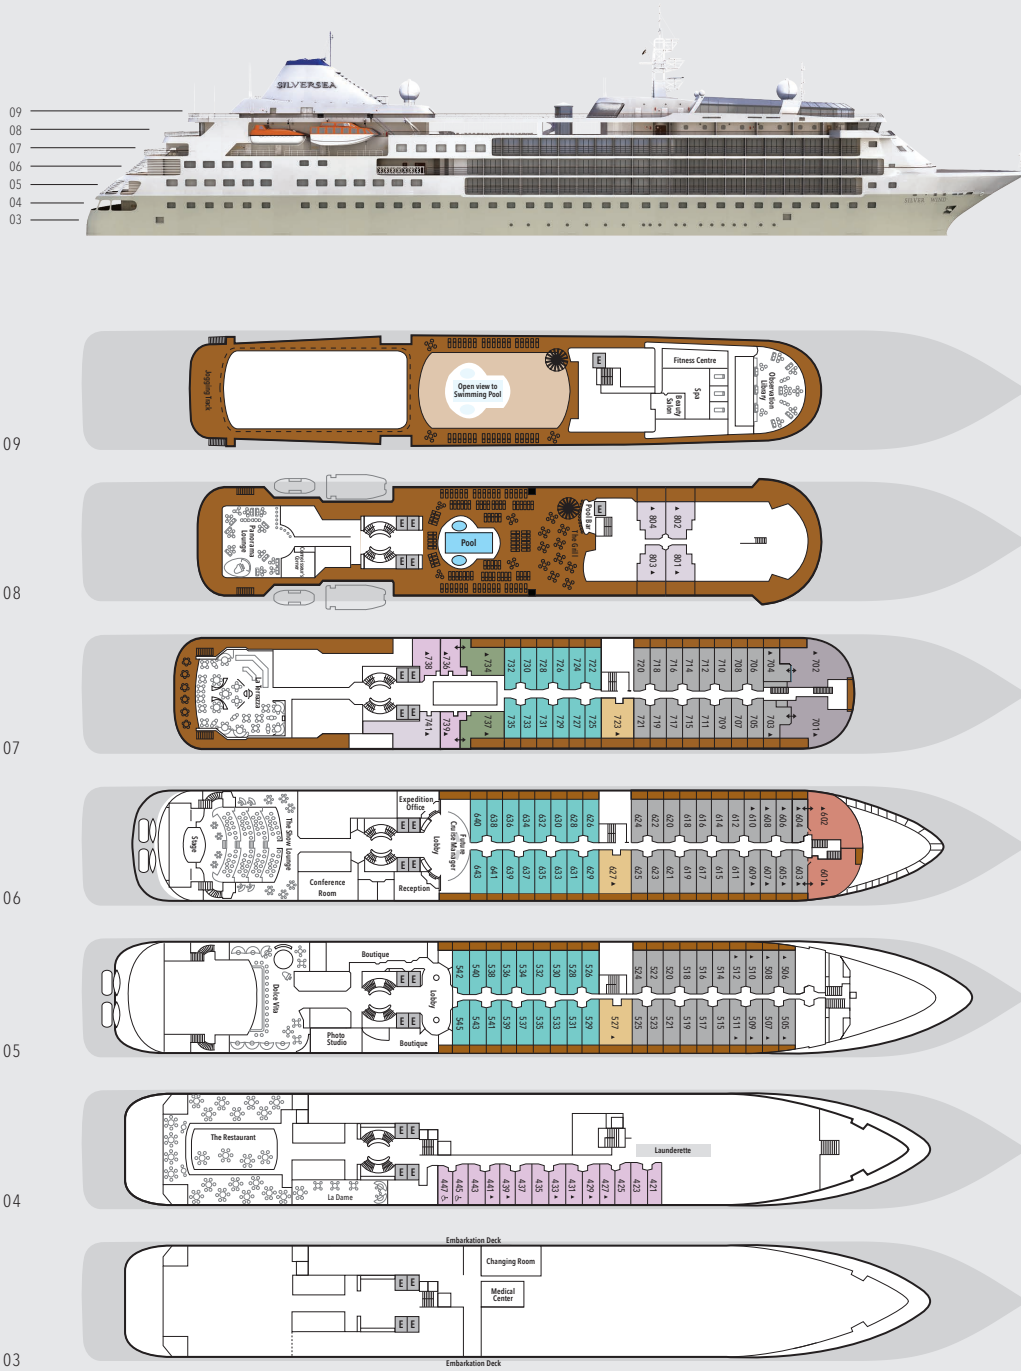 SILVERSEA
09
08
07
06
05
04
03
SILVER WIND
Jogging Track
Open view to
Swimming Pool
E
Fitness Centre
Spa
Beauty
Salon
Observation
Library
09
Panorama
Lounge
Connoisseur's
Corner
E E
E E
Pool
The Grill
Pool Bar
E
804 802
803 801
08
La Terrazza
E E
E E
738 736 734 732 730 728 726 724 722 720 718 716 714 712 710 708 706 704 702
741 739 737 735 733 731 729 727 725 723 721 719 717 715 711 709 707 705 703 701
07
Stage
The Show Lounge
Conference
Room
Expedition
Office
E E
E E
Reception
Lobby
Future
Cruise Manager
640 638 636 634 632 630 628 626 624 622 620 618 616 614 612 610 608 606 604 602
643 641 639 637 635 633 631 629 627 625 623 621 619 617 615 611 609 607 605 603 601
06
Dolce Vita
Boutique
E E
E E
Photo
Studio
Boutique
Lobby
542 540 538 536 534 532 530 528 526 524 522 520 518 516 514 512 510 508 506
545 543 541 539 537 535 533 531 529 527 525 523 521 519 517 515 511 509 507 505
05
The Restaurant
E E
E E
La Dame
Launderette
447 445 443 441 439 437 435 433 431 429 427 425 423 421
04
Embarkation Deck
Changing Room
Medical
Center
E E
E E
03
Embarkation Deck